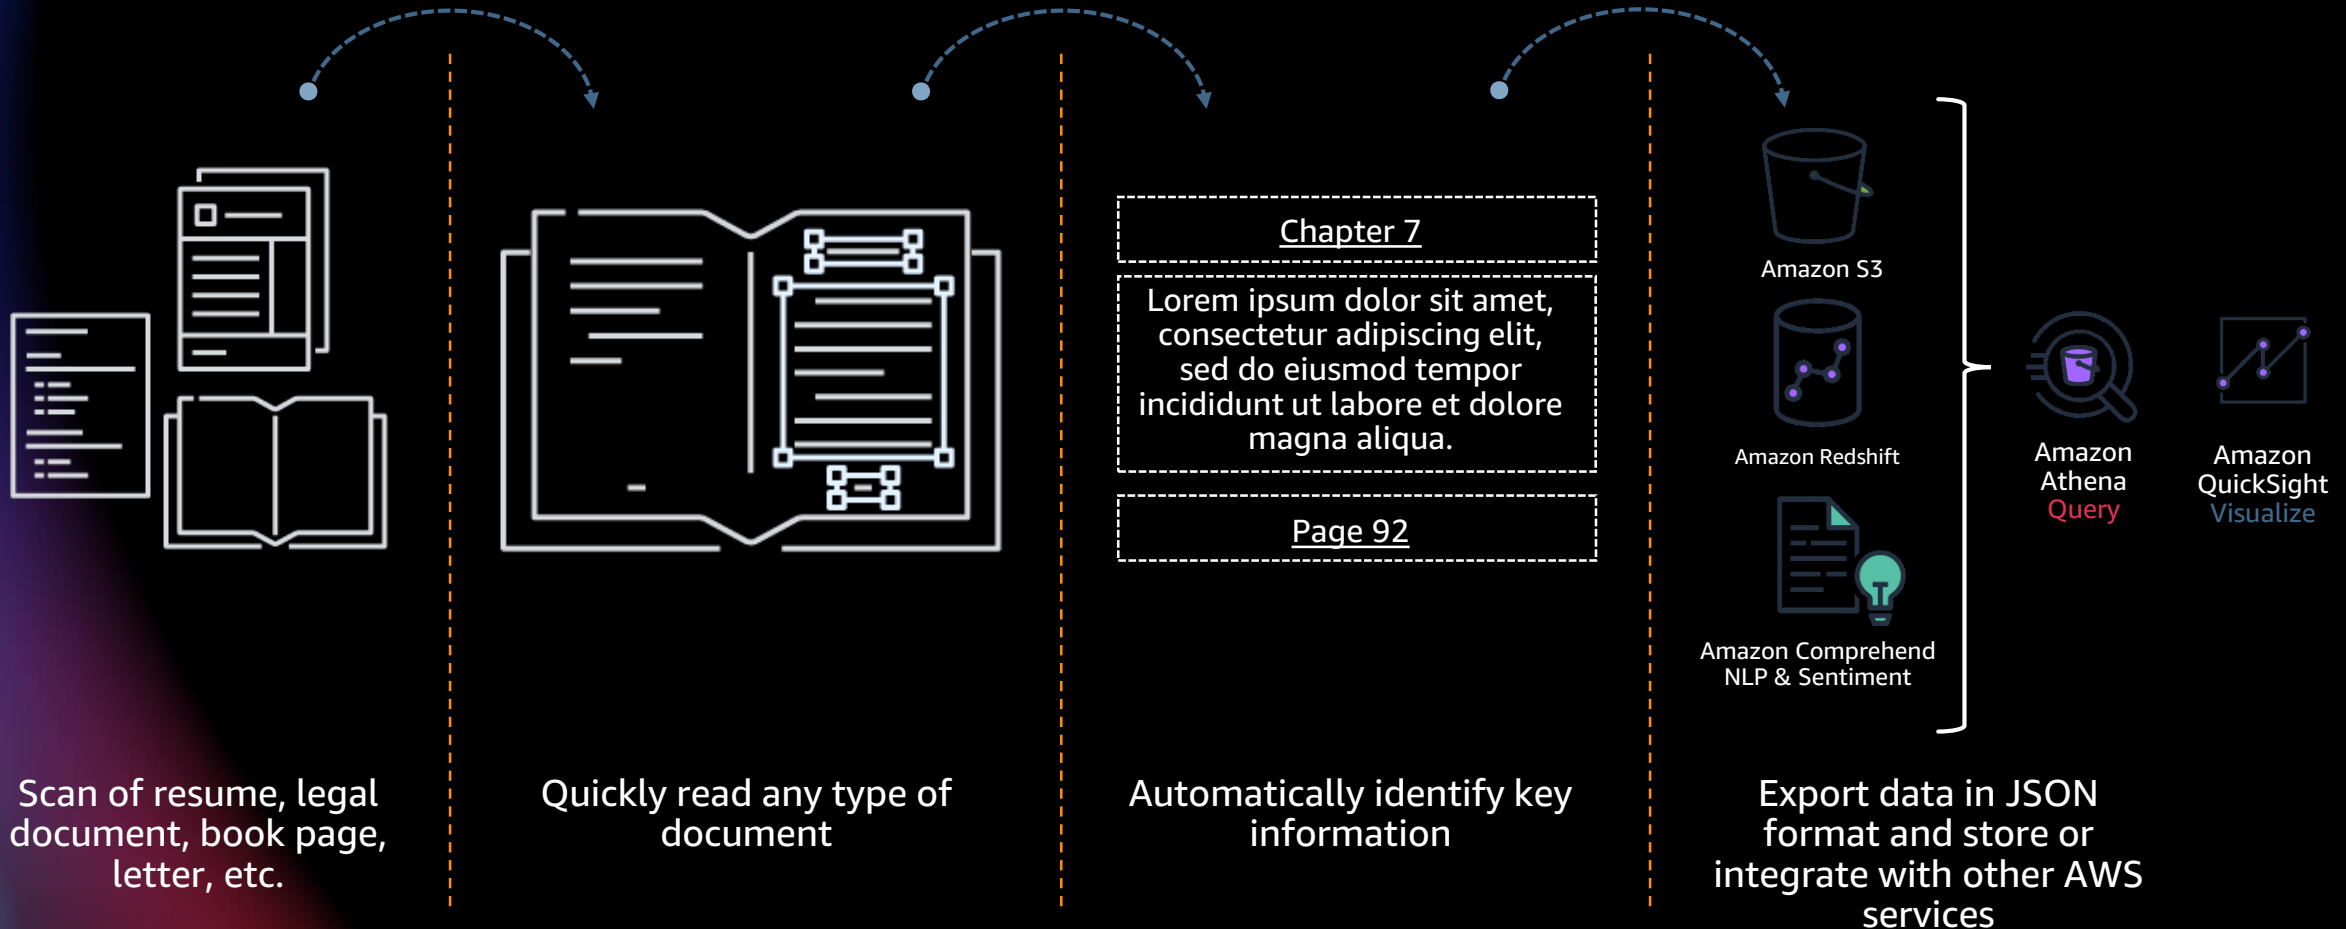 Scan of resume, legal
document, book page,
letter, etc.
Quickly read any type of
document
Chapter 7
Lorem ipsum dolor sit amet,
consectetur adipiscing elit,
sed do eiusmod tempor
incididunt ut labore et dolore
magna aliqua.
Page 92
Automatically identify key
information
Amazon S3
Amazon Redshift
Amazon Comprehend
NLP & Sentiment
Amazon
Athena
Query
Amazon
QuickSight
Visualize
Export data in JSON
format and store or
integrate with other AWS
services